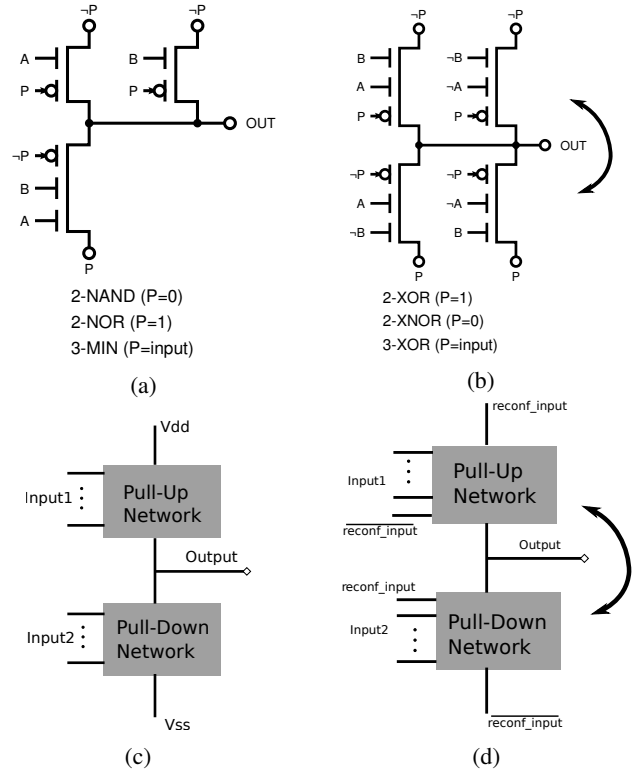 ¬P
¬P
A
B
P
P
OUT
¬P
B
A
P
2-NAND (P=0)
2-NOR (P=1)
3-MIN (P=input)
(a)
¬P
¬P
B
¬B
A
¬A
P
P
OUT
¬P
¬P
A
¬A
¬B
B
P
P
2-XOR (P=1)
2-XNOR (P=0)
3-XOR (P=input)
(b)
Vdd
Input1
Pull-Up
Network
Output
Input2
Pull-Down
Network
Vss
(c)
reconf_input
Input1
Pull-Up
Network
reconf_input
Output
reconf_input
Input2
Pull-Down
Network
reconf_input
(d)